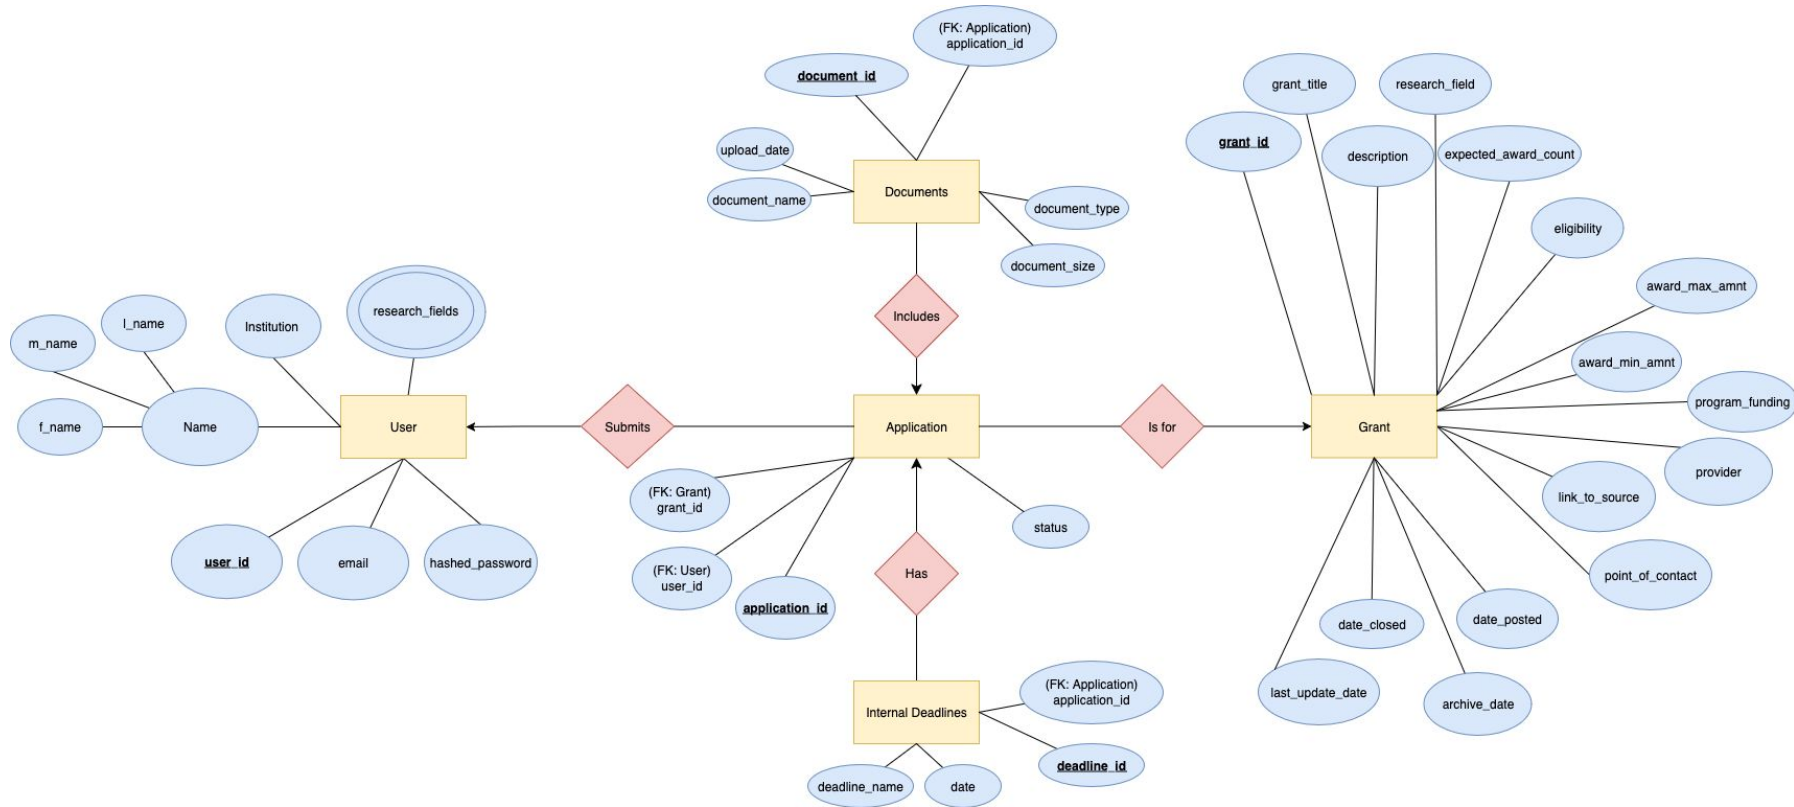 (FK: Application)
application_id
document_id
upload_date
document_name
Documents
document_type
document_size
Includes
grant_title
research_field
grant_id
description
expected_award_count
eligibility
award_max_amnt
award_min_amnt
program_funding
provider
link_to_source
point_of_contact
date_posted
date_closed
archive_date
last_update_date
Grant
Is for
Application
Submits
User
research_fields
Institution
l_name
m_name
f_name
Name
user_id
email
hashed_password
(FK: Grant)
grant_id
(FK: User)
user_id
application_id
status
Has
Internal Deadlines
(FK: Application)
application_id
deadline_id
deadline_name
date